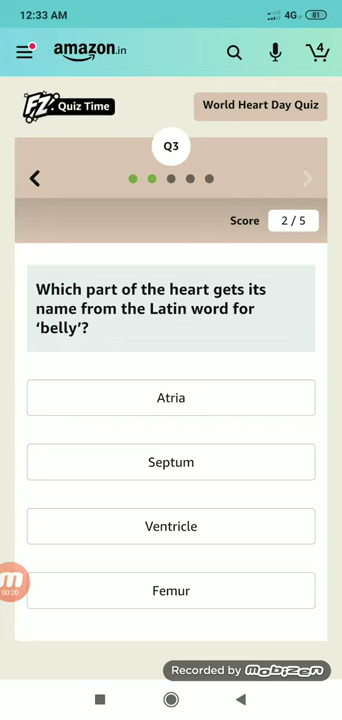 12:33 AM 4G 81
amazon.in 4
FZ Quiz Time World Heart Day Quiz
Q3
Score 2 / 5
Which part of the heart gets its
name from the Latin word for
‘belly’?
Atria
Septum
Ventricle
00:20
Femur
Recorded by mobizen